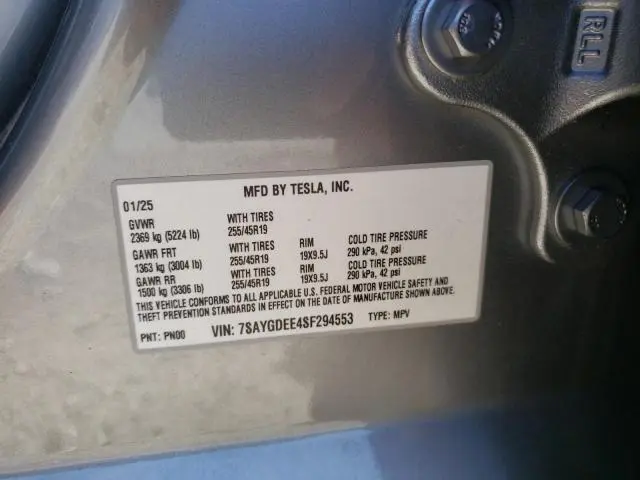 RLL
MFD BY TESLA, INC.
01/25
GVWR WITH TIRES
2369 kg (5224 lb) 255/45R19
GAWR FRT WITH TIRES RIM COLD TIRE PRESSURE
1363 kg (3004 lb) 255/45R19 19X9.5J 290 kPa, 42 psi
GAWR RR WITH TIRES RIM COLD TIRE PRESSURE
1500 kg (3306 lb) 255/45R19 19X9.5J 290 kPa, 42 psi
THIS VEHICLE CONFORMS TO ALL APPLICABLE FEDERAL MOTOR VEHICLE SAFETY AND
THEFT PREVENTION STANDARDS IN EFFECT ON THE DATE OF MANUFACTURE SHOWN ABOVE.
PNT: PN00 VIN: 7SAYGDEE4SF294553 TYPE: MPV